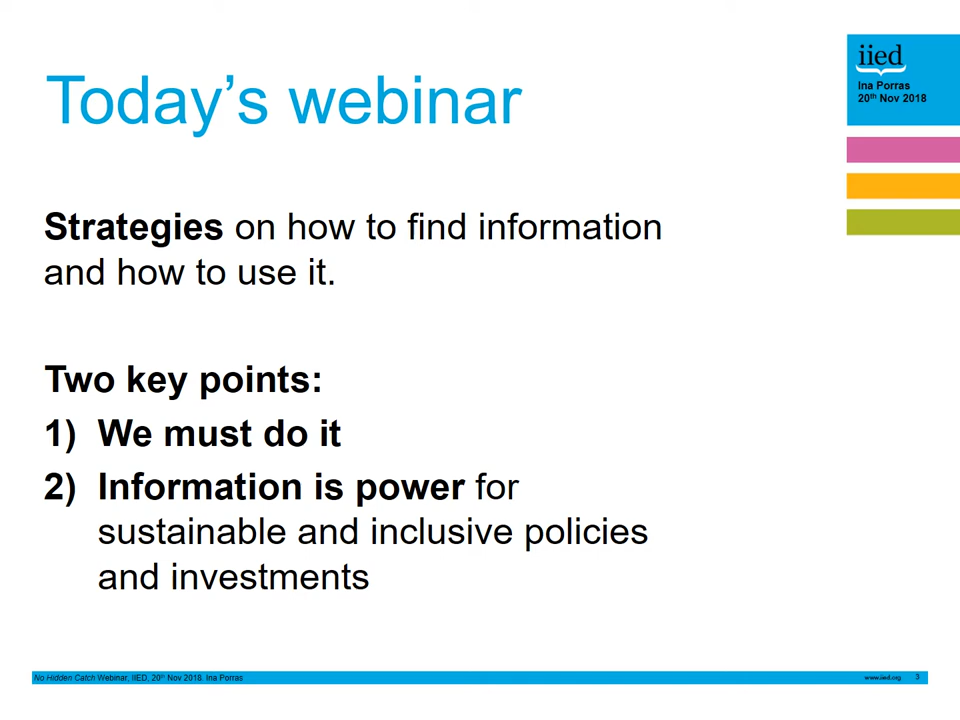 Today's webinar
iied
Ina Porras
20th Nov 2018
Strategies on how to find information
and how to use it.
Two key points:
1) We must do it
2) Information is power for
sustainable and inclusive policies
and investments
No Hidden Catch Webinar, IIED, 20th Nov 2018. Ina Porras
www.iied.org 3